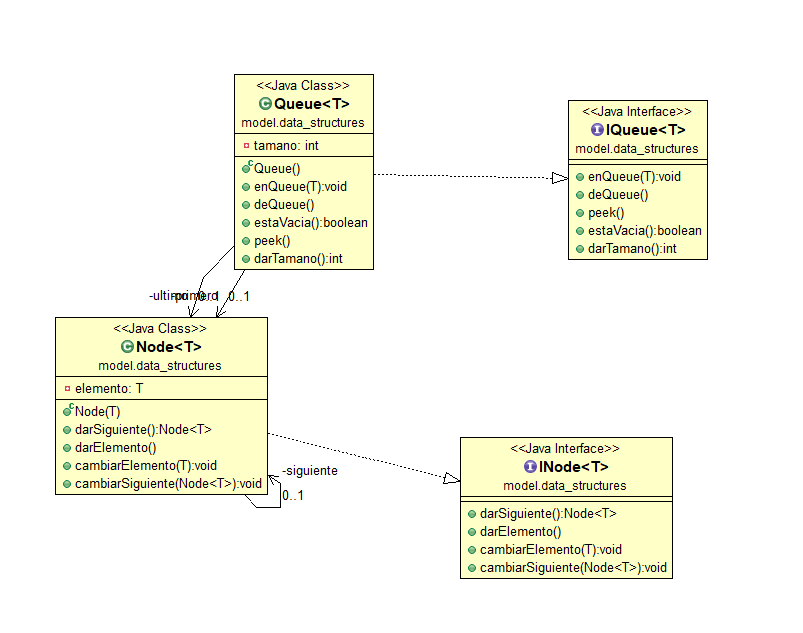 <<Java Class>>
Queue<T>
model.data_structures
tamano: int
Queue()
enQueue(T):void
deQueue()
estaVacia():boolean
peek()
darTamano():int
<<Java Interface>>
IQueue<T>
model.data_structures
enQueue(T):void
deQueue()
peek()
estaVacia():boolean
darTamano():int
-ultimo
-primero
0..1
0..1
<<Java Class>>
Node<T>
model.data_structures
elemento: T
Node(T)
darSiguiente():Node<T>
darElemento()
cambiarElemento(T):void
cambiarSiguiente(Node<T>):void
-siguiente
0..1
<<Java Interface>>
INode<T>
model.data_structures
darSiguiente():Node<T>
darElemento()
cambiarElemento(T):void
cambiarSiguiente(Node<T>):void